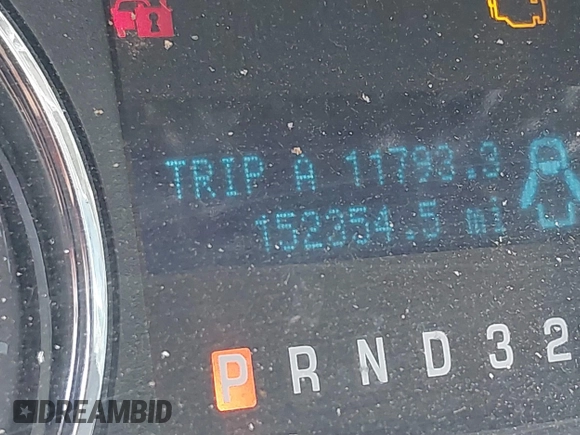 TRIP A 11793.3
152354.5 mi
P R N D 3 2
DREAMBID